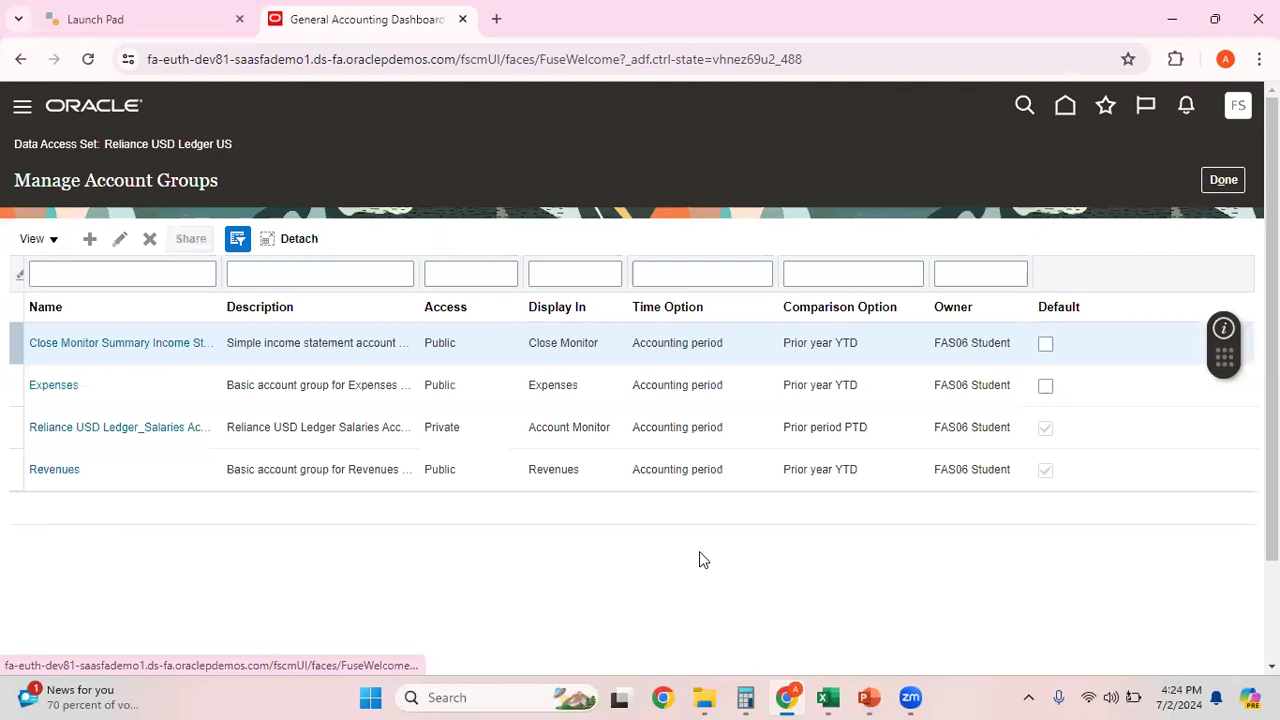 Launch Pad
General Accounting Dashboard
fa-euth-dev81-saasfademo1.ds-fa.oraclepdemos.com/fscmUI/faces/FuseWelcome?_adf.ctrl-state=vhnez69u2_488
A
ORACLE
FS
Data Access Set: Reliance USD Ledger US
Manage Account Groups
Done
View
Share
Detach
Name Description Access Display In Time Option Comparison Option Owner Default
Close Monitor Summary Income St... Simple income statement account ... Public Close Monitor Accounting period Prior year YTD FAS06 Student
Expenses Basic account group for Expenses ... Public Expenses Accounting period Prior year YTD FAS06 Student
Reliance USD Ledger_Salaries Ac... Reliance USD Ledger Salaries Acc... Private Account Monitor Accounting period Prior period PTD FAS06 Student
Revenues Basic account group for Revenues ... Public Revenues Accounting period Prior year YTD FAS06 Student
fa-euth-dev81-saasfademo1.ds-fa.oraclepdemos.com/fscmUI/faces/FuseWelcome...
1
News for you
70 percent of vo...
Search
A
zm
4:24 PM
7/2/2024
PRE